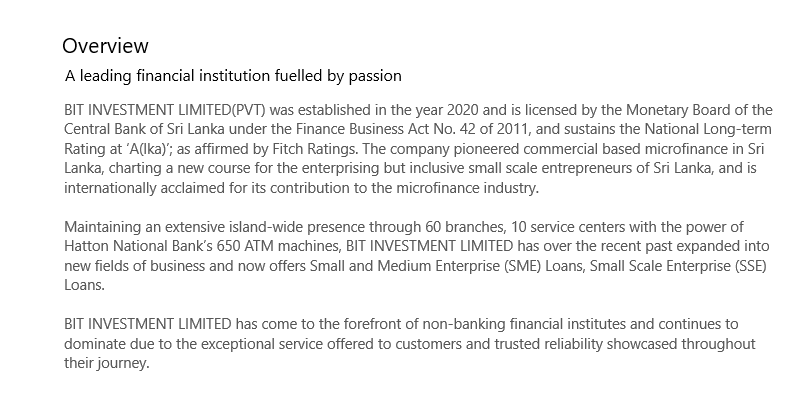 Overview
A leading financial institution fuelled by passion
BIT INVESTMENT LIMITED(PVT) was established in the year 2020 and is licensed by the Monetary Board of the
Central Bank of Sri Lanka under the Finance Business Act No. 42 of 2011, and sustains the National Long-term
Rating at ‘A(lka)’; as affirmed by Fitch Ratings. The company pioneered commercial based microfinance in Sri
Lanka, charting a new course for the enterprising but inclusive small scale entrepreneurs of Sri Lanka, and is
internationally acclaimed for its contribution to the microfinance industry.
Maintaining an extensive island-wide presence through 60 branches, 10 service centers with the power of
Hatton National Bank’s 650 ATM machines, BIT INVESTMENT LIMITED has over the recent past expanded into
new fields of business and now offers Small and Medium Enterprise (SME) Loans, Small Scale Enterprise (SSE)
Loans.
BIT INVESTMENT LIMITED has come to the forefront of non-banking financial institutes and continues to
dominate due to the exceptional service offered to customers and trusted reliability showcased throughout
their journey.